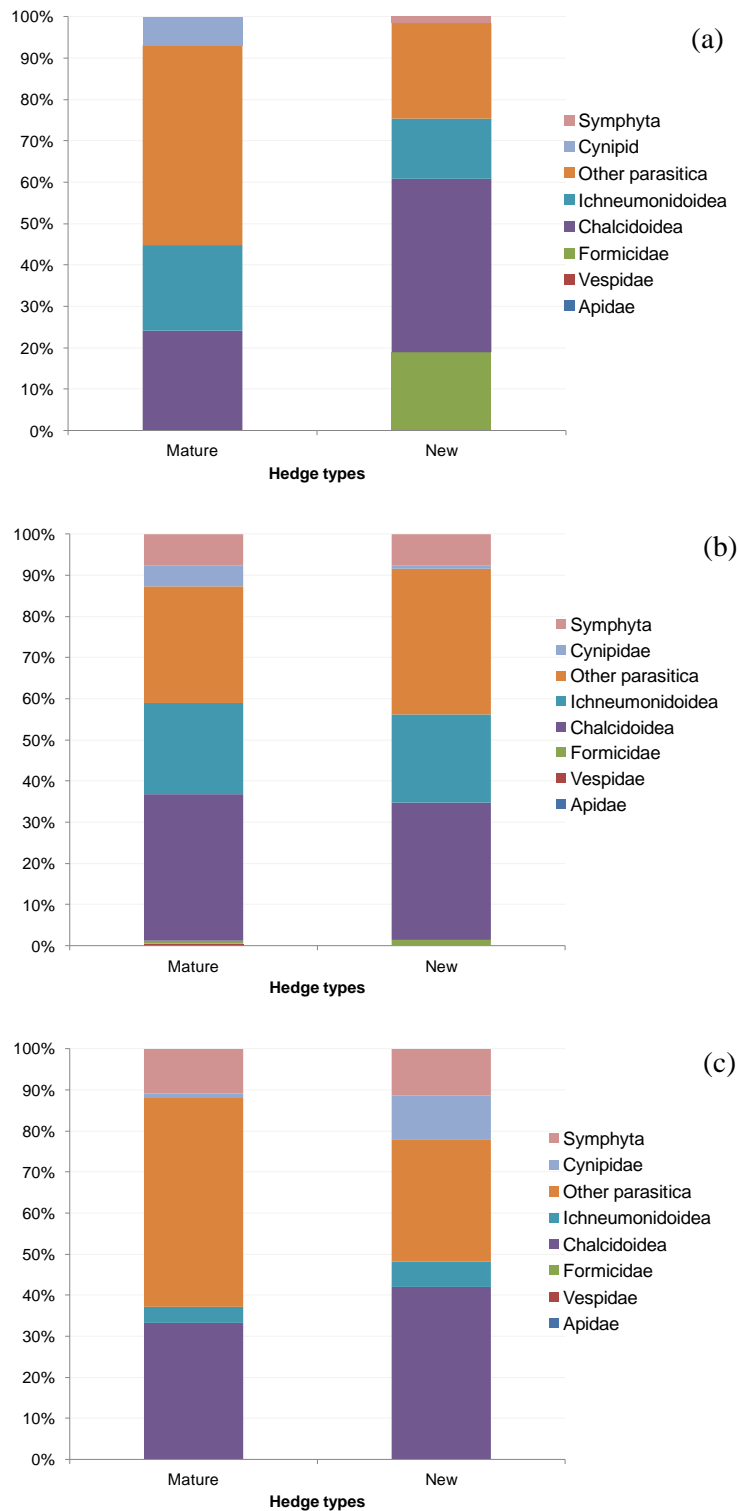 100%
90%
80%
70%
60%
50%
40%
30%
20%
10%
0%
Mature New
Hedge types
(a)
Symphyta
Cynipid
Other parasitica
Ichneumonidoidea
Chalcidoidea
Formicidae
Vespidae
Apidae
100%
90%
80%
70%
60%
50%
40%
30%
20%
10%
0%
Mature New
Hedge types
(b)
Symphyta
Cynipidae
Other parasitica
Ichneumonidoidea
Chalcidoidea
Formicidae
Vespidae
Apidae
100%
90%
80%
70%
60%
50%
40%
30%
20%
10%
0%
Mature New
Hedge types
(c)
Symphyta
Cynipidae
Other parasitica
Ichneumonidoidea
Chalcidoidea
Formicidae
Vespidae
Apidae